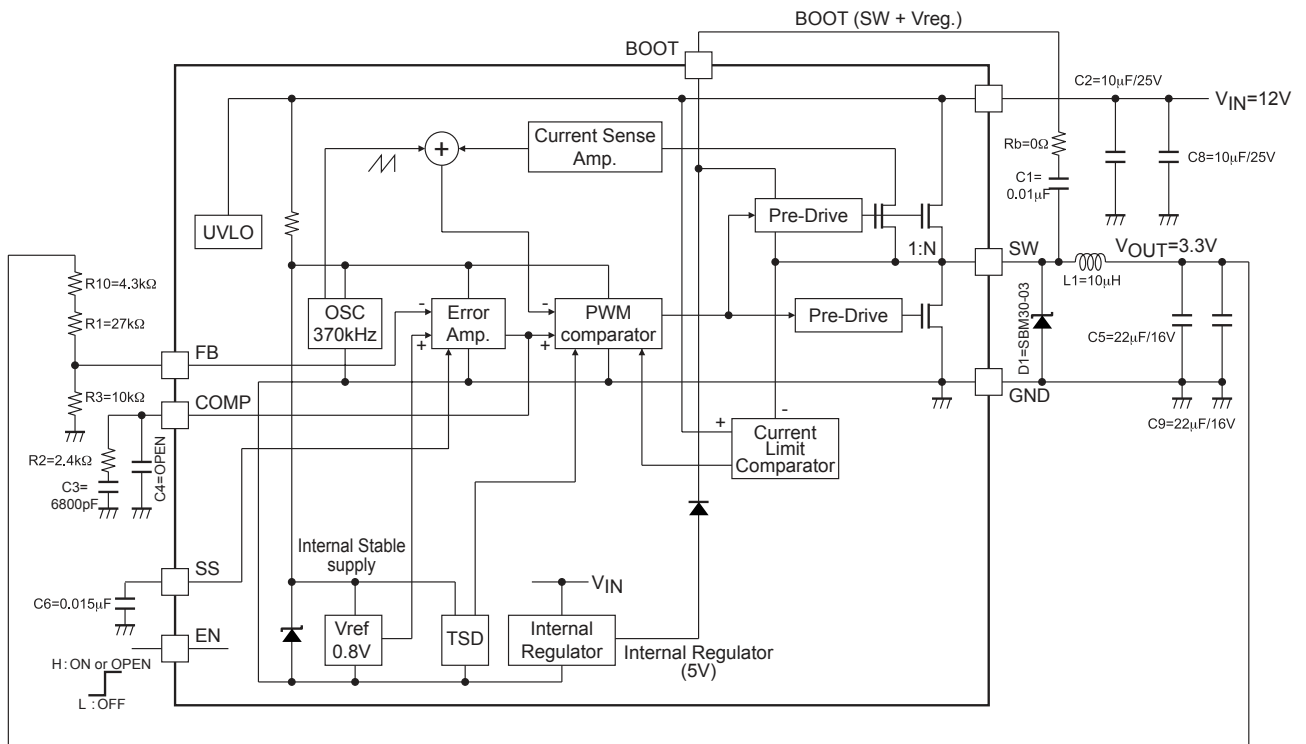 BOOT (SW + Vreg.)
BOOT
C2=10μF/25V
VIN=12V
Current Sense
Amp.
Rb=0Ω
C8=10μF/25V
C1=
0.01μF
UVLO
Pre-Drive
1:N
SW
VOUT=3.3V
L1=10μH
R10=4.3kΩ
R1=27kΩ
OSC
370kHz
Error
Amp.
PWM
comparator
Pre-Drive
D1=SBM30-03
C5=22μF/16V
FB
R3=10kΩ
GND
COMP
C9=22μF/16V
R2=2.4kΩ
C4=OPEN
C3=
6800pF
Current
Limit
Comparator
Internal Stable
supply
SS
VIN
C6=0.015μF
Vref
0.8V
TSD
Internal
Regulator
Internal Regulator
(5V)
EN
H : ON or OPEN
L : OFF